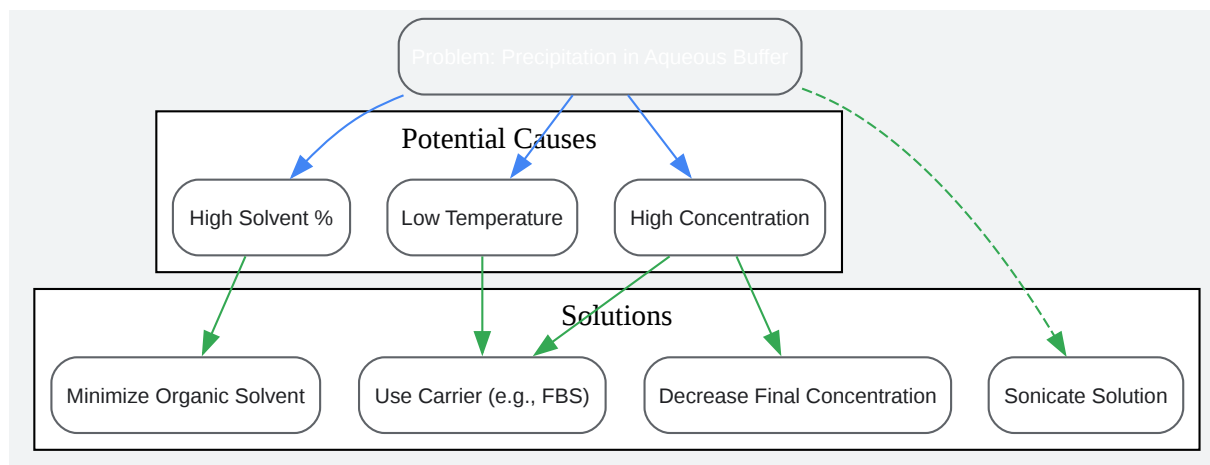 Problem: Precipitation in Aqueous Buffer
Potential Causes
High Solvent %
Low Temperature
High Concentration
Solutions
Minimize Organic Solvent
Use Carrier (e.g., FBS)
Decrease Final Concentration
Sonicate Solution